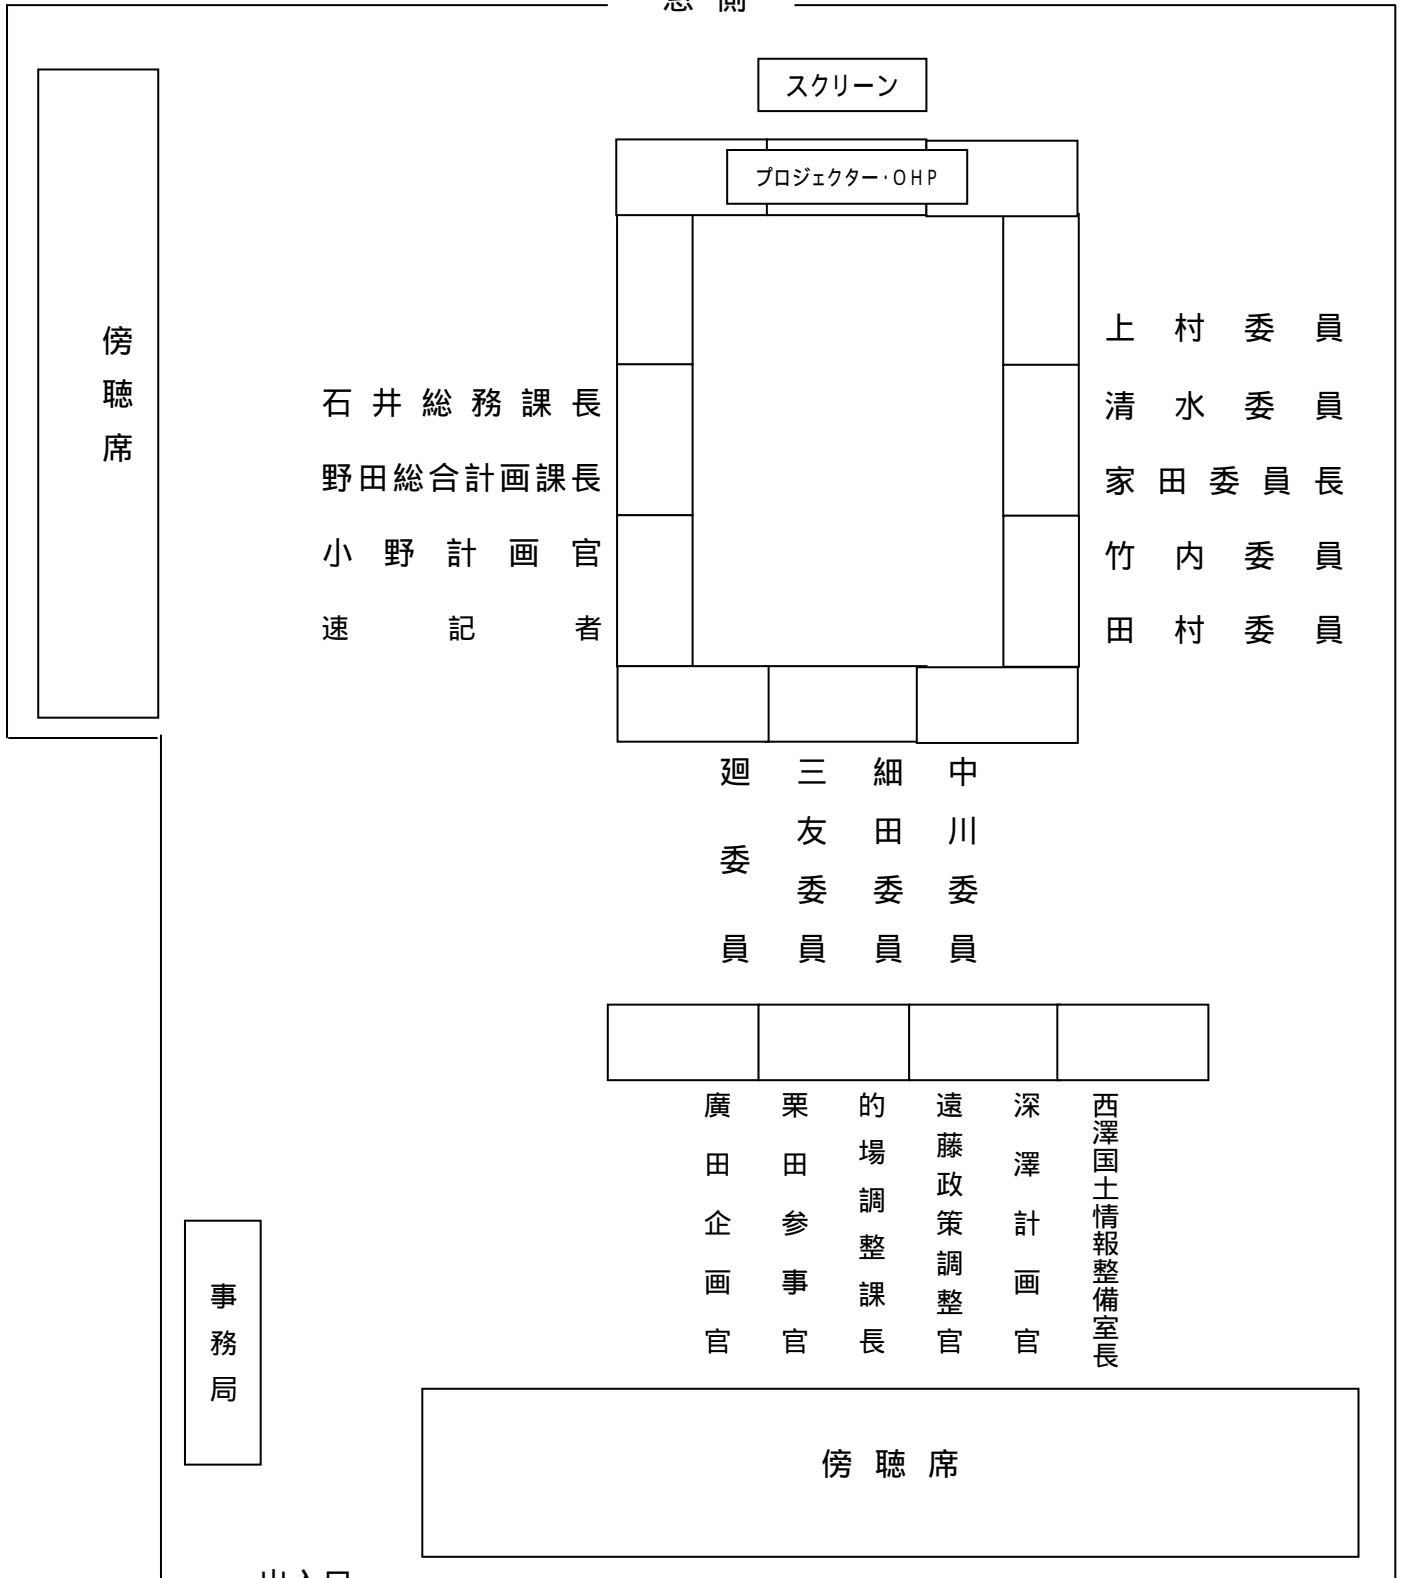 窓側
スクリーン
プロジェクター・OHP
傍聴席
石井総務課長
野田総合計画課長
小野計画官
速記者
上村委員
清水委員
家田委員長
竹内委員
田村委員
廻委員
三友委員
細田委員
中川委員
廣田企画官
栗田参事官
的場調整課長
遠藤政策調整官
深澤計画官
西澤国土情報整備室長
事務局
傍聴席
出入口